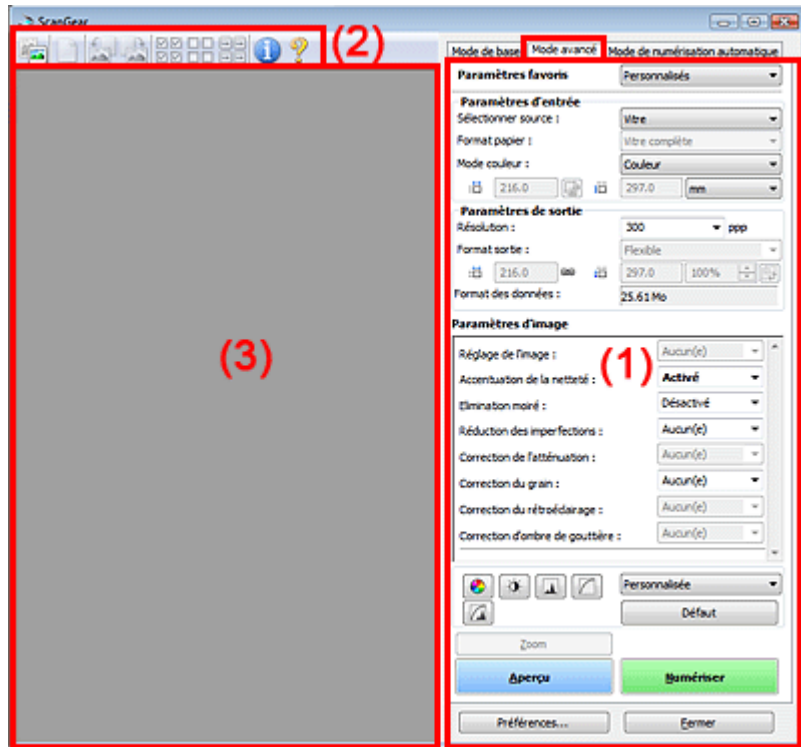 ScanGear
(2)
Mode de base Mode avancé Mode de numérisation automatique
Paramètres favoris Personnalisés
Paramètres d'entrée
Sélectionner source : Vitre
Format papier : Vitre complète
Mode couleur : Couleur
216.0 297.0 mm
Paramètres de sortie
Résolution : 300 ppp
Format sortie : Flexible
216.0 297.0 100%
Format des données : 25.61 Mo
Paramètres d'image
(3)
(1)
Réglage de l'image : Aucun(e)
Accentuation de la netteté : Activé
Elimination moiré : Désactivé
Réduction des imperfections : Aucun(e)
Correction de l'atténuation : Aucun(e)
Correction du grain : Aucun(e)
Correction du rétroéclairage : Aucun(e)
Correction d'ombre de gouttière : Aucun(e)
Personnalisée
Défaut
Zoom
Aperçu Numériser
Préférences... Fermer